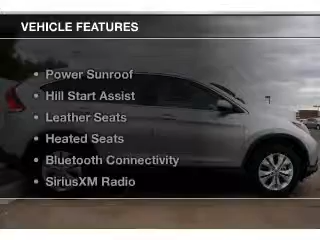 VEHICLE FEATURES
• Power Sunroof
• Hill Start Assist
• Leather Seats
• Heated Seats
• Bluetooth Connectivity
• SiriusXM Radio